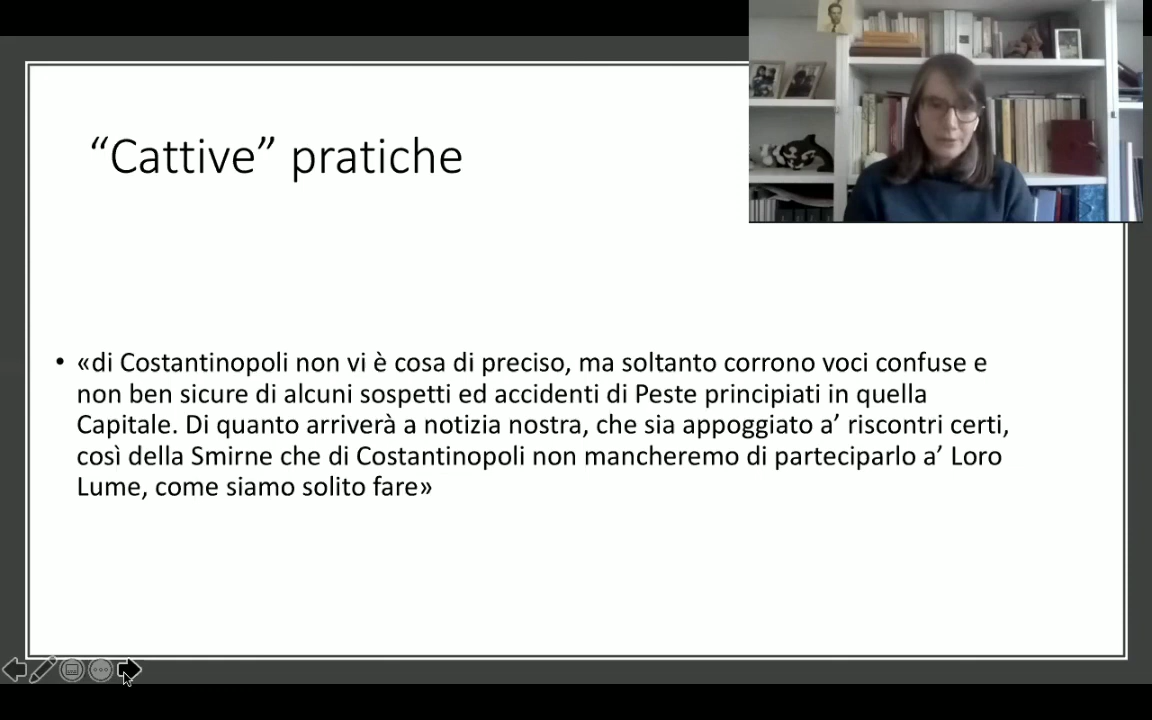 “Cattive” pratiche
• «di Costantinopoli non vi è cosa di preciso, ma soltanto corrono voci confuse e
non ben sicure di alcuni sospetti ed accidenti di Peste principiati in quella
Capitale. Di quanto arriverà a notizia nostra, che sia appoggiato a’ riscontri certi,
così della Smirne che di Costantinopoli non mancheremo di parteciparlo a’ Loro
Lume, come siamo solito fare»